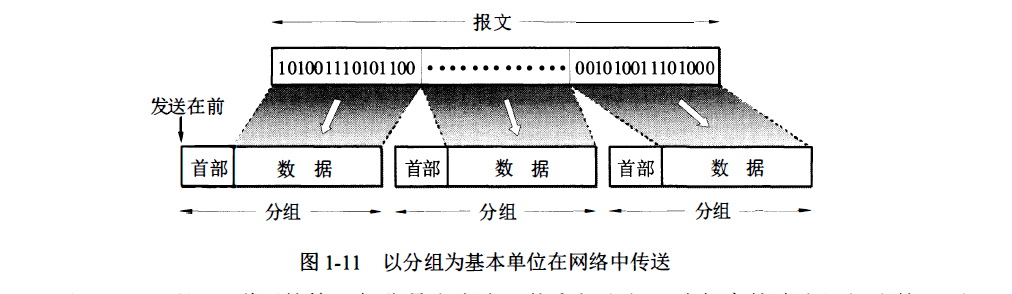 报文
101001110101100 ············· 001010011101000
发送在前
首部 数 据 首部 数 据 首部 数 据
分组 分组 分组
图 1-11 以分组为基本单位在网络中传送